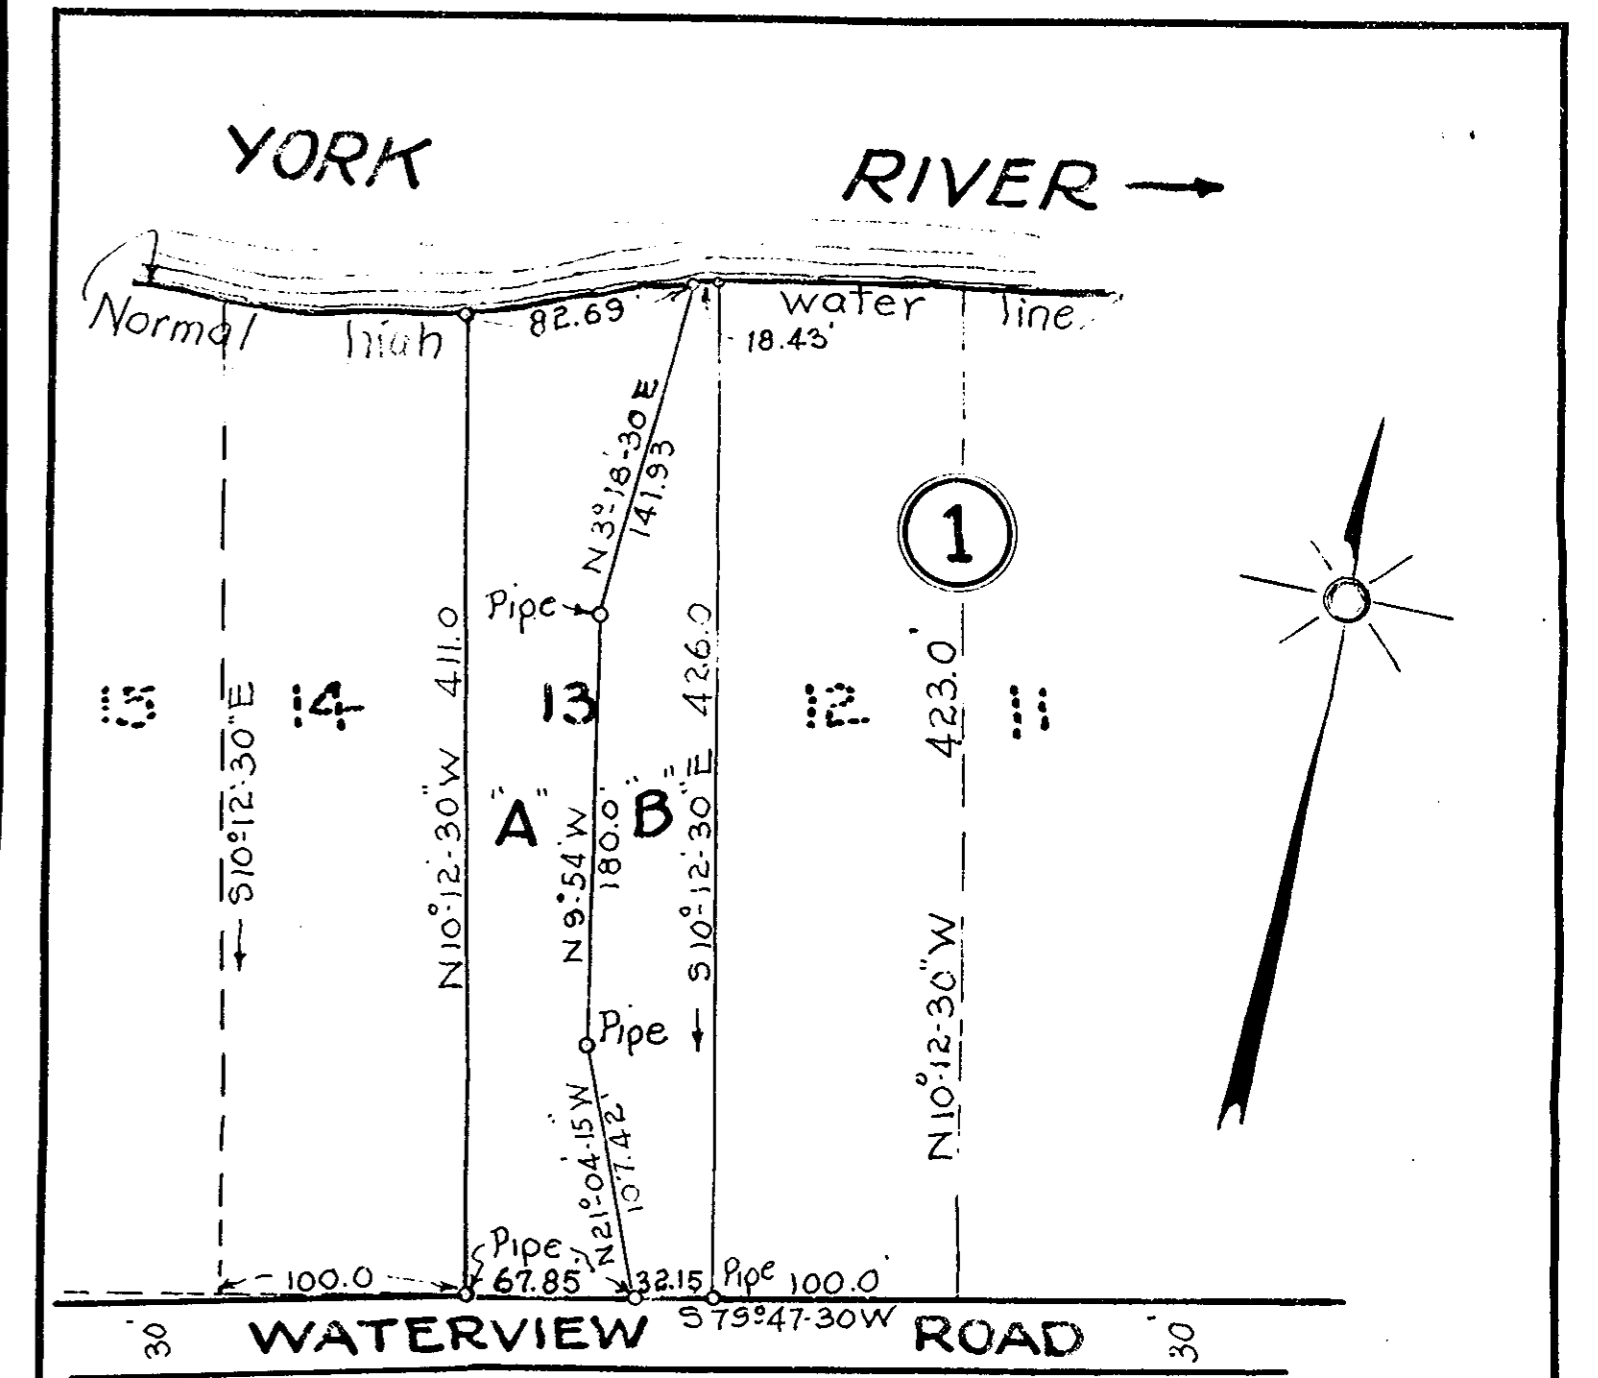 YORK RIVER
Normal high water line
82.69'
18.43'
N 3°-18'-30 E
141.93
1
Pipe
15
S10°-12'-30"E
14
N10°-12'-30"W 411.0
13
"A"
N 9°-54' W
180.0'
"B"
S10°-12'-30"E 426.0
12
N10°-12-30"W 423.0'
11
Pipe
N21°-04'-15"W
107.42'
Pipe
100.0
67.85'
32.15
Pipe
100.0'
S 79°-47-30 W
30'
WATERVIEW ROAD
30'